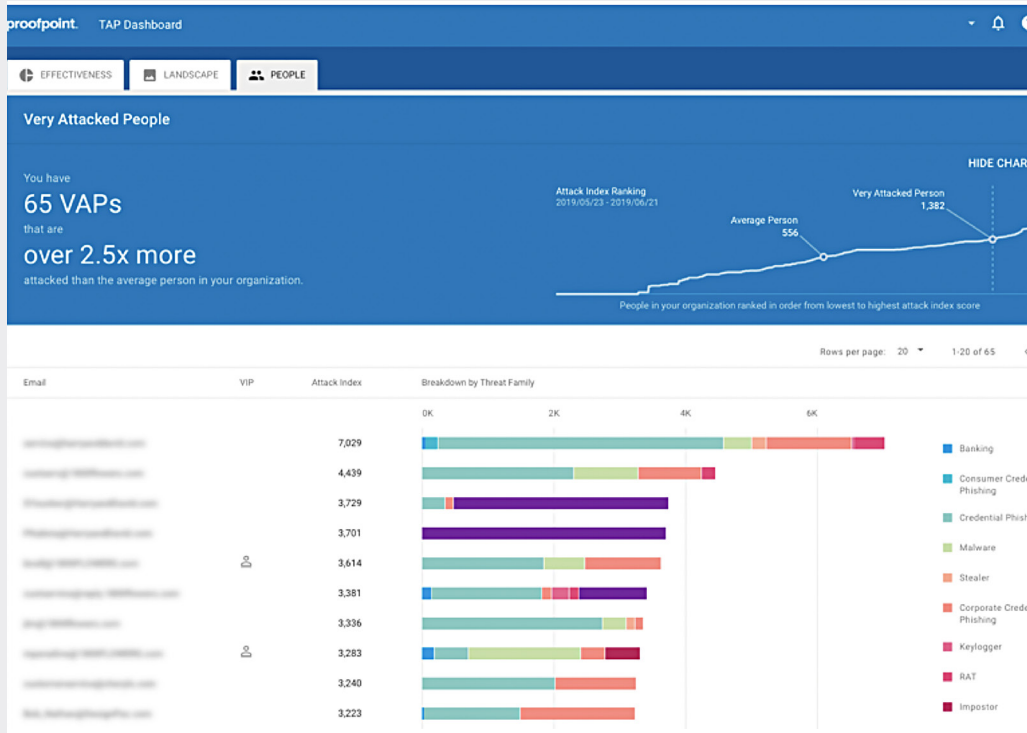 proofpoint. TAP Dashboard
EFFECTIVENESS LANDSCAPE PEOPLE
Very Attacked People
HIDE CHAR
You have
65 VAPs
that are
over 2.5x more
attacked than the average person in your organization.
Attack Index Ranking
2019/05/23 - 2019/06/21
Very Attacked Person
1,382
Average Person
556
People in your organization ranked in order from lowest to highest attack index score
Rows per page: 20 1-20 of 65
Email VIP Attack Index Breakdown by Threat Family
0K 2K 4K 6K
7,029
4,439
3,729
3,701
3,614
3,381
3,336
3,283
3,240
3,223
Banking
Consumer Crede
Phishing
Credential Phish
Malware
Stealer
Corporate Crede
Phishing
Keylogger
RAT
Impostor